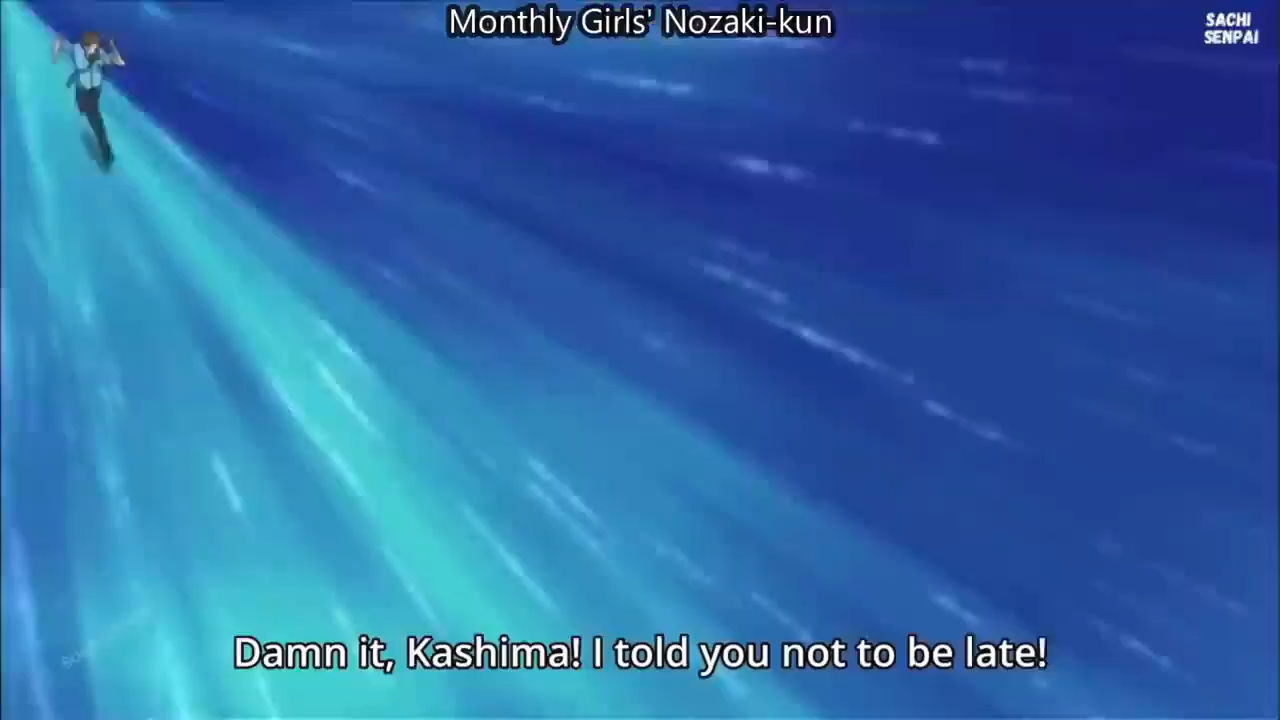 Monthly Girls' Nozaki-kun
SACHI
SENPAI
Damn it, Kashima! I told you not to be late!